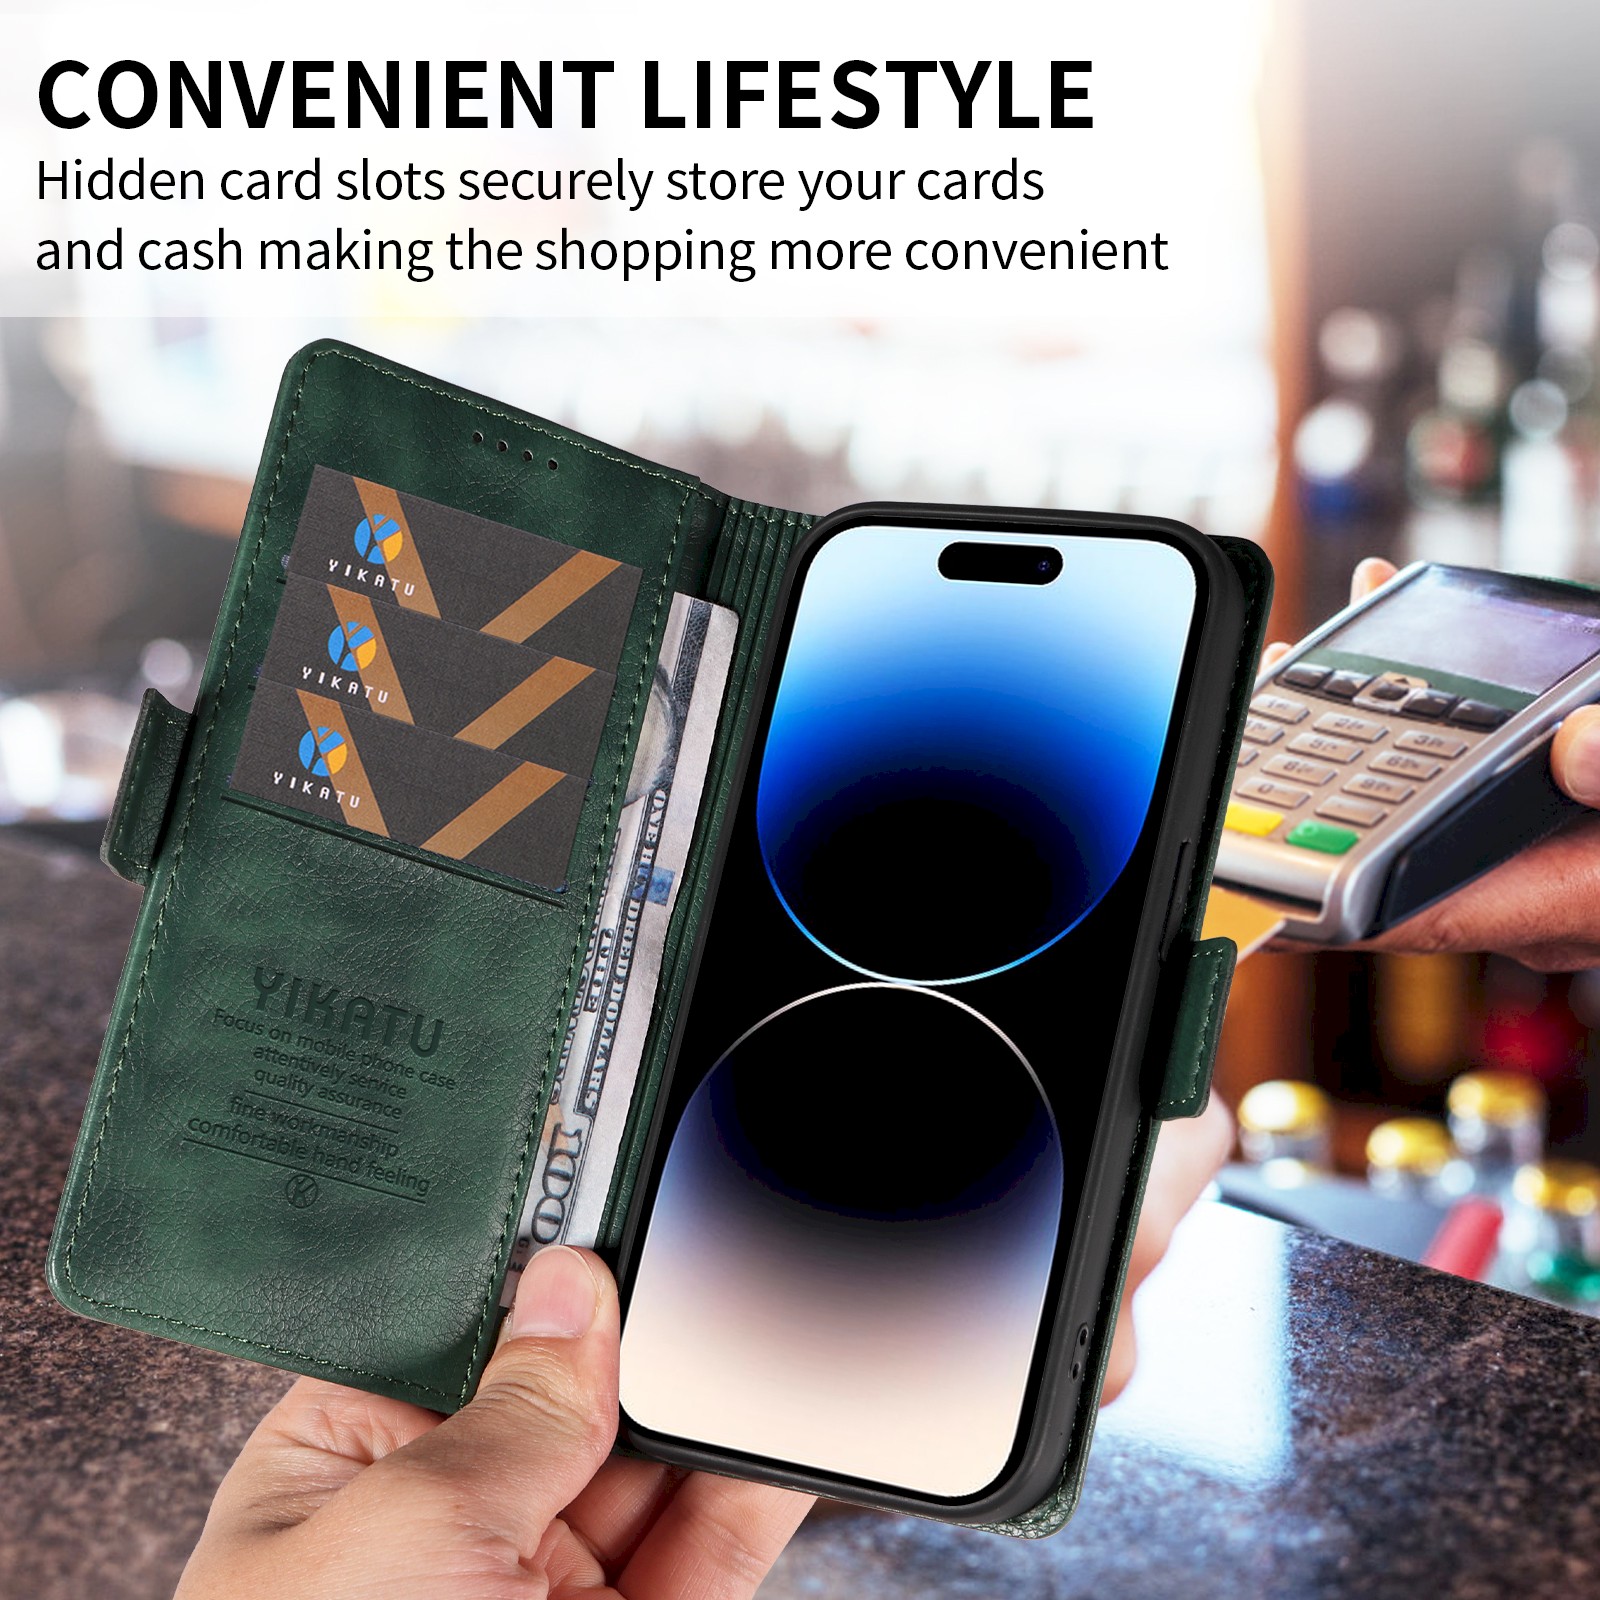 CONVENIENT LIFESTYLE
Hidden card slots securely store your cards
and cash making the shopping more convenient
YIKATU
YIKATU
YIKATU
YIKATU
Focus on mobile phone case
attentively service
quality assurance
fine workmanship
comfortable hand feeling
100